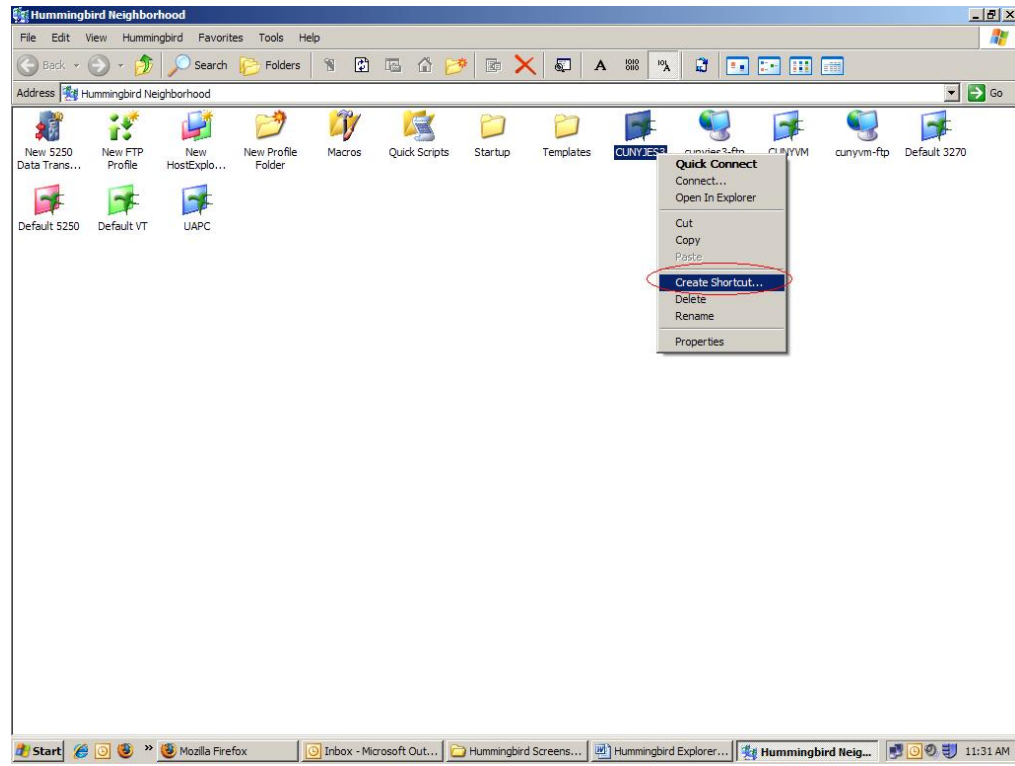 Hummingbird Neighborhood
File Edit View Hummingbird Favorites Tools Help
Back Search Folders
Address Hummingbird Neighborhood Go
New 5250 Data Trans...
New FTP Profile
New HostExplo...
New Profile Folder
Macros
Quick Scripts
Startup
Templates
CUNYJES3
cunyjes3-ftp
CUNYVM
cunyvm-ftp
Default 3270
Default 5250
Default VT
UAPC
Quick Connect
Connect...
Open In Explorer
Cut
Copy
Paste
Create Shortcut...
Delete
Rename
Properties
Start Mozilla Firefox Inbox - Microsoft Out... Hummingbird Screens... Hummingbird Explorer... Hummingbird Neig... 11:31 AM